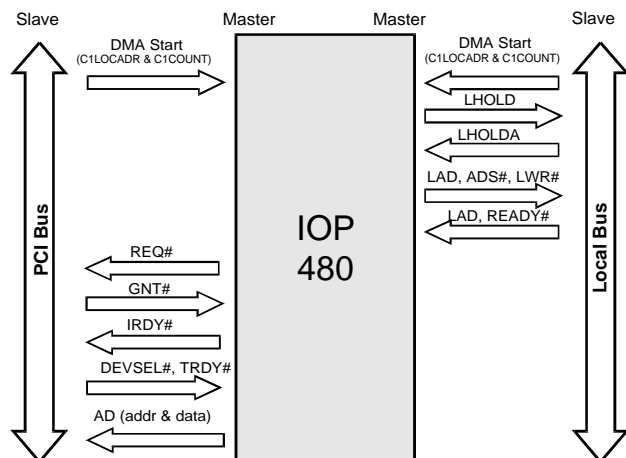 Slave Master Master Slave
DMA Start DMA Start
(C1LOCADR & C1COUNT) (C1LOCADR & C1COUNT)
LHOLD
LHOLDA
LAD, ADS#, LWR#
LAD, READY#
PCI Bus
IOP
480
Local Bus
REQ#
GNT#
IRDY#
DEVSEL#, TRDY#
AD (addr & data)